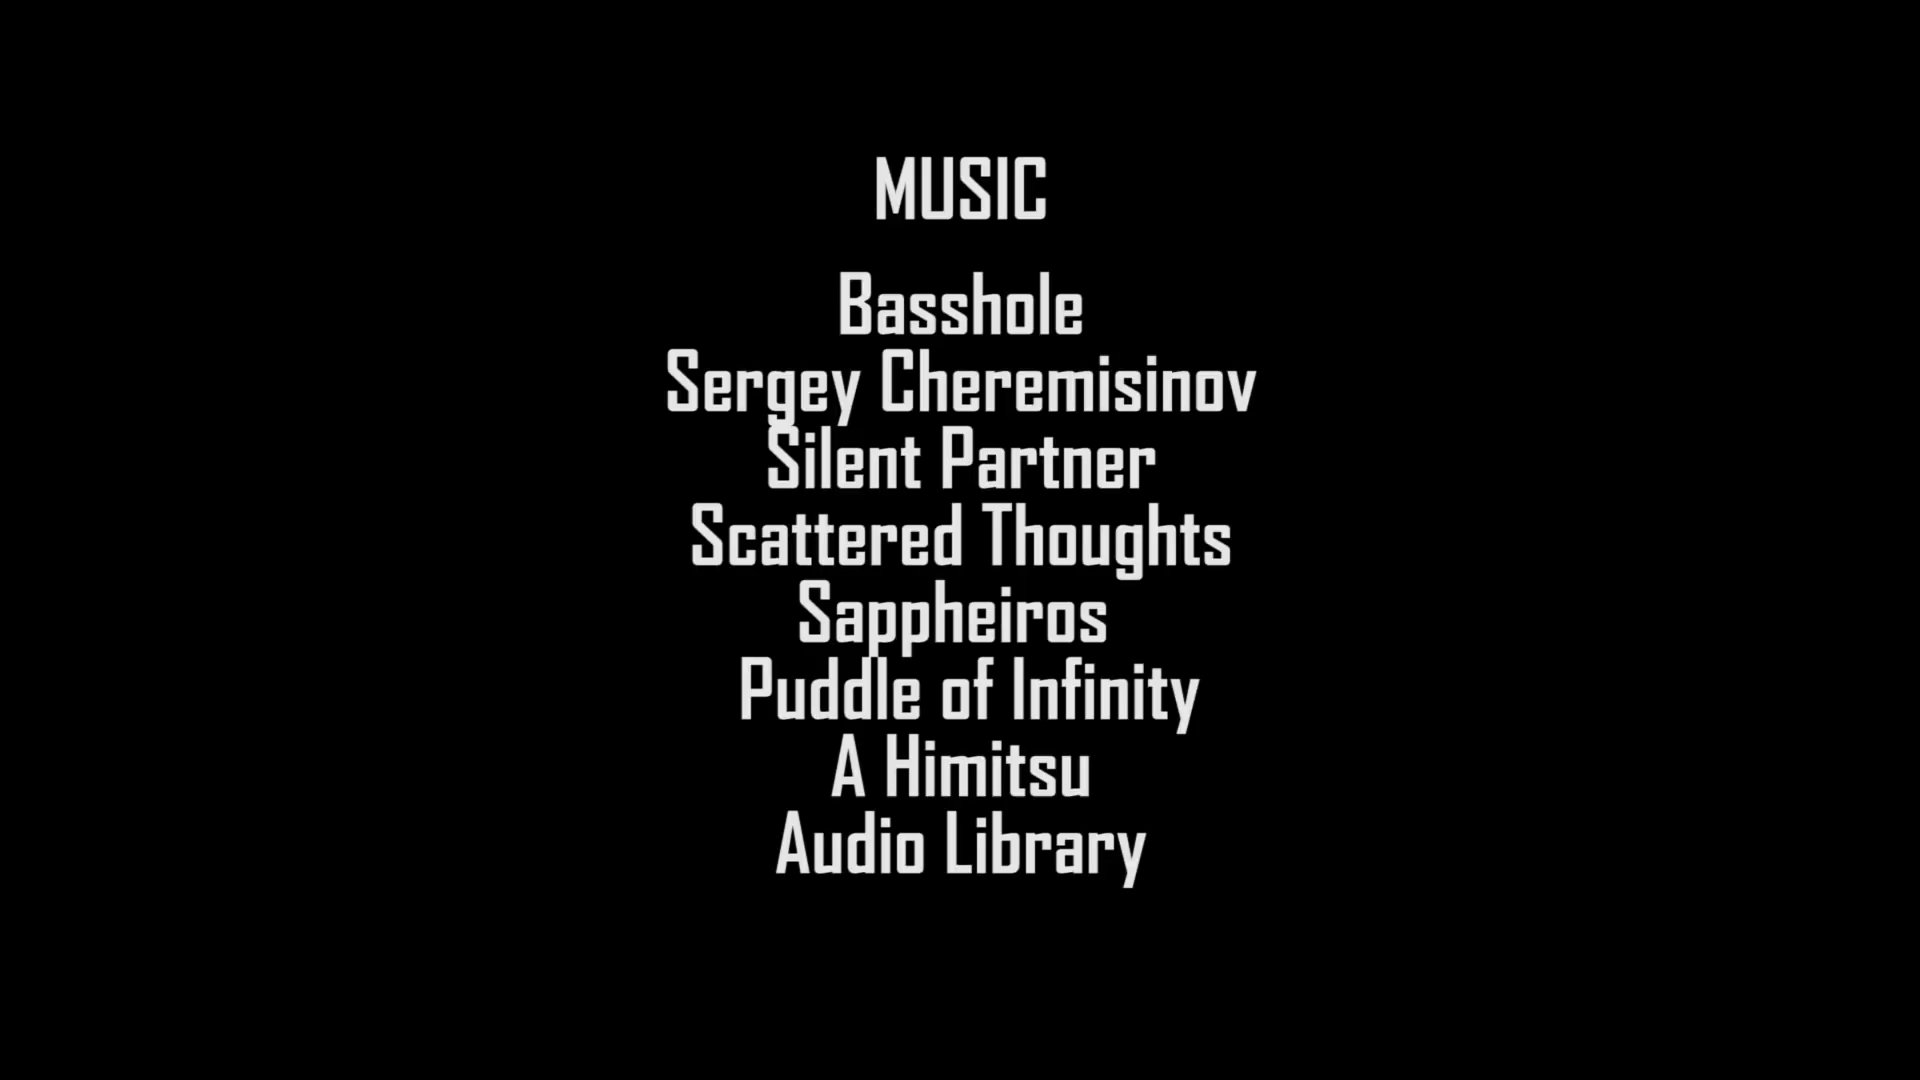 MUSIC
Basshole
Sergey Cheremisinov
Silent Partner
Scattered Thoughts
Sappheiros
Puddle of Infinity
A Himitsu
Audio Library